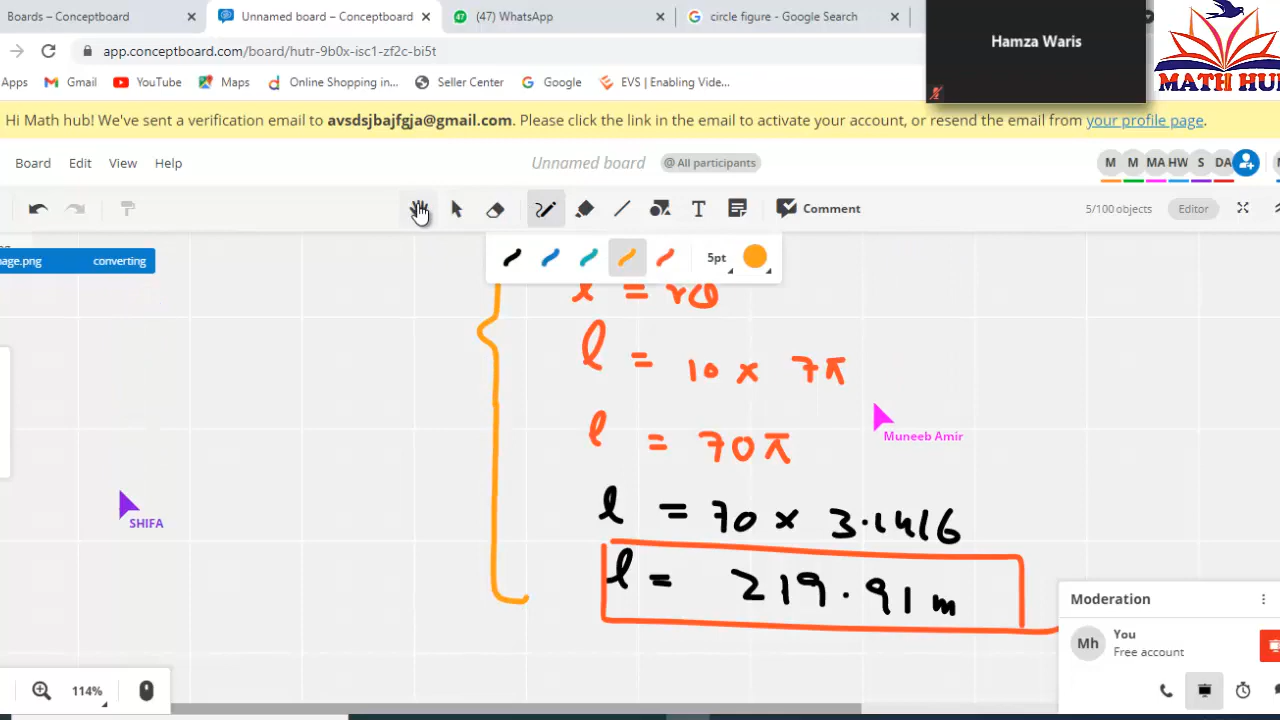 Boards – Conceptboard
Unnamed board – Conceptboard
(47) WhatsApp
circle figure - Google Search
app.conceptboard.com/board/hutr-9b0x-isc1-zf2c-bi5t
Hamza Waris
MATH HU
Apps
Gmail
YouTube
Maps
Online Shopping in...
Seller Center
Google
EVS | Enabling Vide...
Hi Math hub! We've sent a verification email to avsdsjbajfgja@gmail.com. Please click the link in the email to activate your account, or resend the email from your profile page.
Board Edit View Help
Unnamed board
@ All participants
M M MA HW S DA
T
Comment
5/100 objects
Editor
5pt
age.png converting
l = rθ
l = 10 × 7π
l = 70π
l = 70 × 3.1416
l = 219.91 m
Muneeb Amir
SHIFA
Moderation
Mh
You
Free account
114%